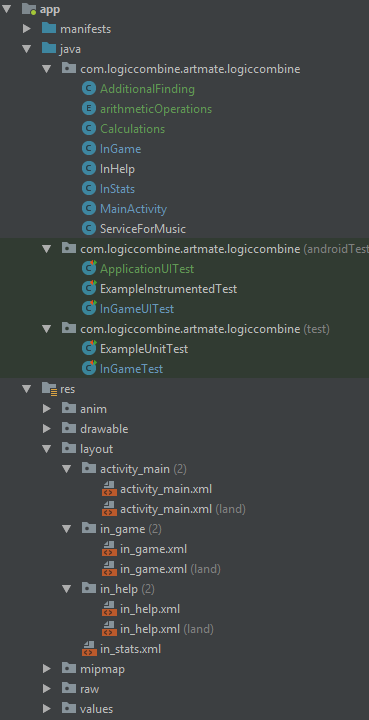 app
manifests
java
com.logiccombine.artmate.logiccombine
AdditionalFinding
arithmeticOperations
Calculations
InGame
InHelp
InStats
MainActivity
ServiceForMusic
com.logiccombine.artmate.logiccombine (androidTest
ApplicationUITest
ExampleInstrumentedTest
InGameUITest
com.logiccombine.artmate.logiccombine (test)
ExampleUnitTest
InGameTest
res
anim
drawable
layout
activity_main (2)
activity_main.xml
activity_main.xml (land)
in_game (2)
in_game.xml
in_game.xml (land)
in_help (2)
in_help.xml
in_help.xml (land)
in_stats.xml
mipmap
raw
values